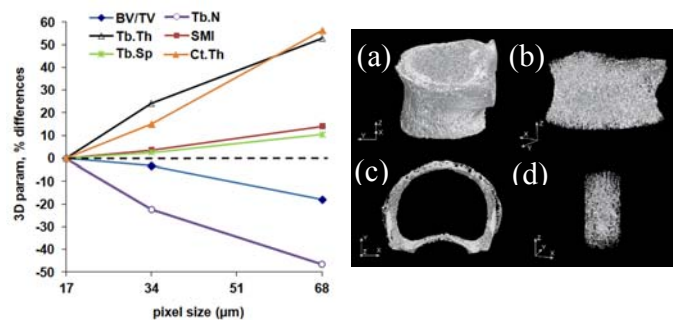 BV/TV Tb.N
Tb.Th SMI
Tb.Sp Ct.Th
60
50
40
30
20
10
0
-10
-20
-30
-40
-50
3D param, % differences
17 34 51 68
pixel size (µm)
(a) (b)
(c) (d)